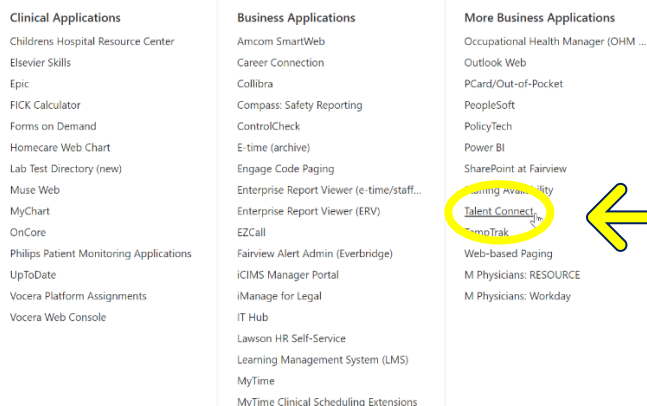 Clinical Applications
Childrens Hospital Resource Center
Elsevier Skills
Epic
FICK Calculator
Forms on Demand
Homecare Web Chart
Lab Test Directory (new)
Muse Web
MyChart
OnCore
Philips Patient Monitoring Applications
UpToDate
Vocera Platform Assignments
Vocera Web Console
Business Applications
Amcom SmartWeb
Career Connection
Collibra
Compass: Safety Reporting
ControlCheck
E-time (archive)
Engage Code Paging
Enterprise Report Viewer (e-time/staff...
Enterprise Report Viewer (ERV)
EZCall
Fairview Alert Admin (Everbridge)
iCIMS Manager Portal
iManage for Legal
IT Hub
Lawson HR Self-Service
Learning Management System (LMS)
MyTime
MyTime Clinical Scheduling Extensions
More Business Applications
Occupational Health Manager (OHM ...
Outlook Web
PCard/Out-of-Pocket
PeopleSoft
PolicyTech
Power BI
SharePoint at Fairview
Staffing Availability
Talent Connect
TempTrak
Web-based Paging
M Physicians: RESOURCE
M Physicians: Workday